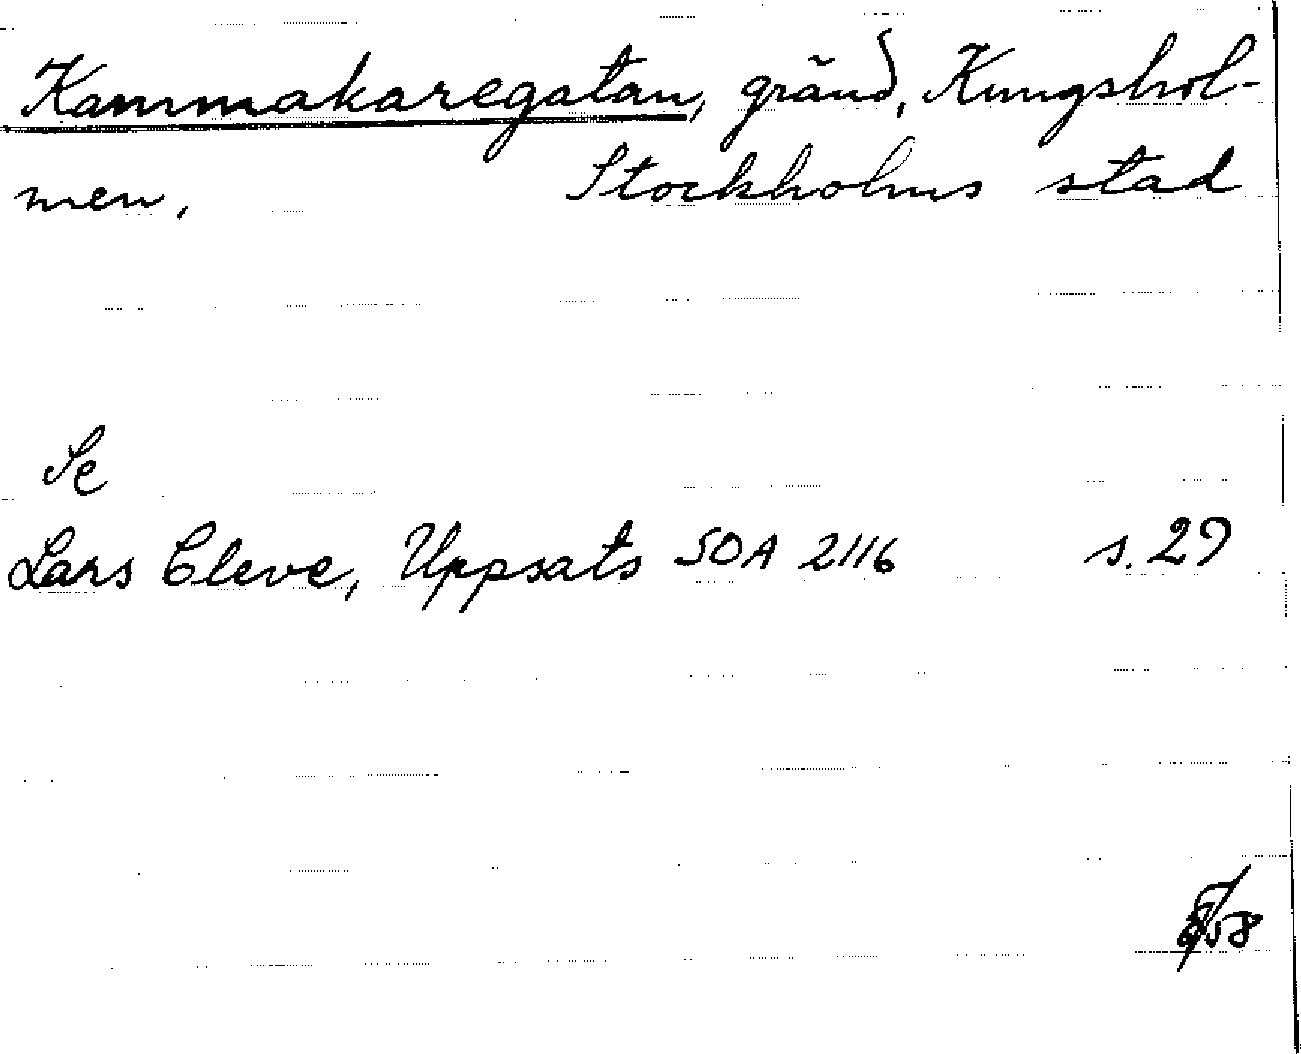 Kammakaregatan, gränd, Kungshol-
men, Stockholms stad
Se
Lars Cleve, Uppsats SOA 2116 s. 29